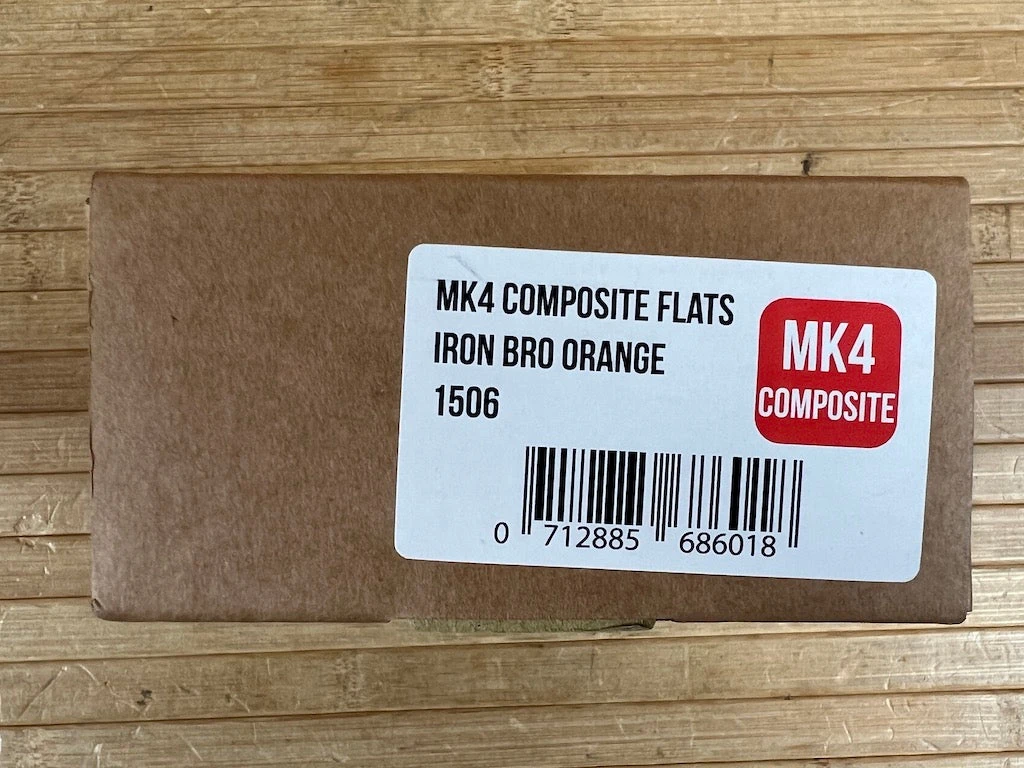 MK4 COMPOSITE FLATS
IRON BRO ORANGE
1506
MK4
COMPOSITE
0 712885 686018